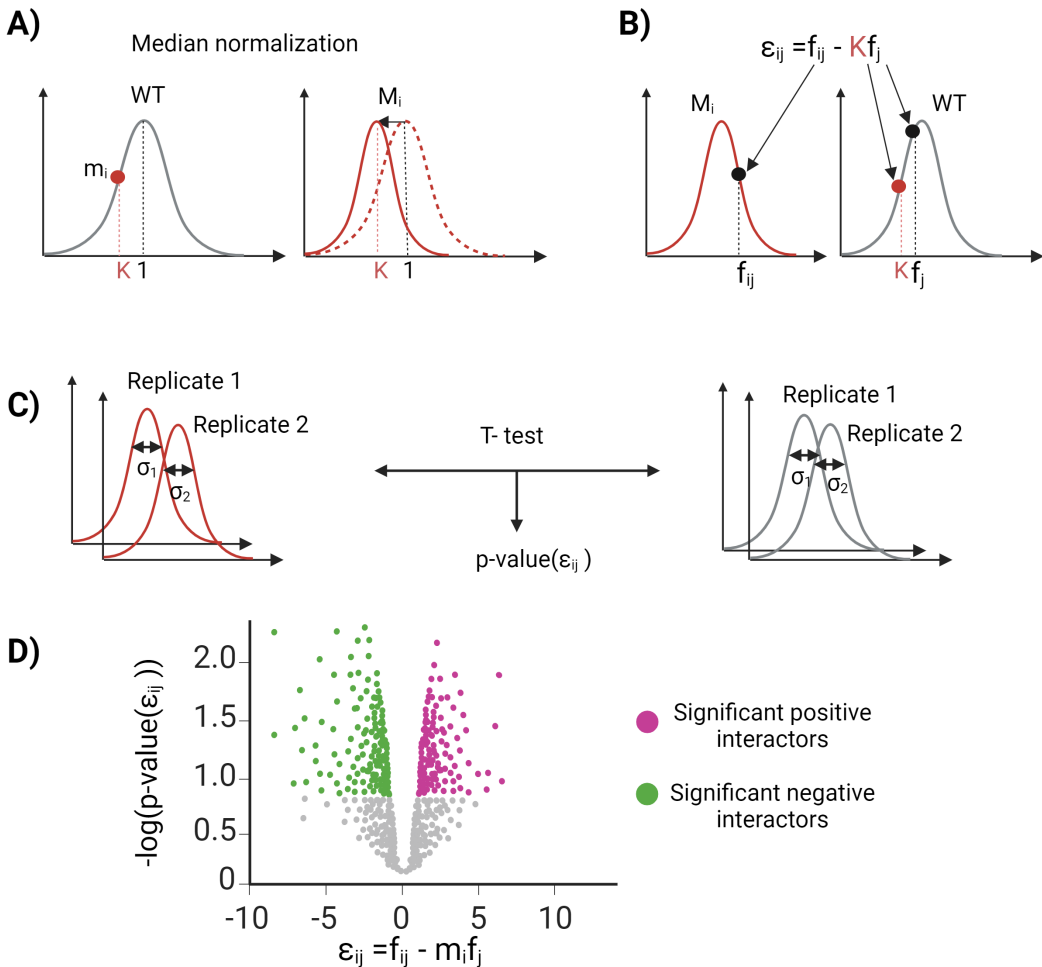 A)
Median normalization
WT
mᵢ
K 1
Mᵢ
K 1
B)
εᵢⱼ =fᵢⱼ - Kfⱼ
Mᵢ
fᵢⱼ
WT
K fⱼ
C)
Replicate 1
Replicate 2
σ₁
σ₂
T- test
p-value(εᵢⱼ )
Replicate 1
Replicate 2
σ₁
σ₂
D)
-log(p-value(εᵢⱼ ))
2.0
1.5
1.0
0.5
0
-10
-5
0
5
10
εᵢⱼ =fᵢⱼ - mᵢfⱼ
Significant positive
interactors
Significant negative
interactors